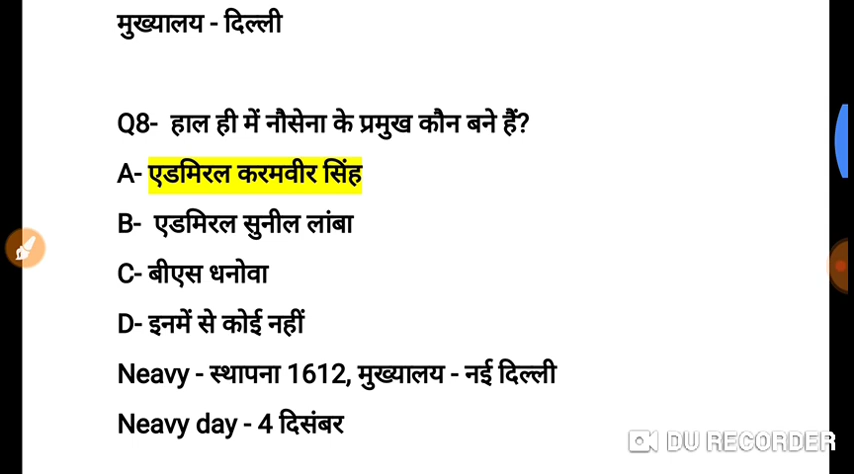 मुख्यालय - दिल्ली
Q8- हाल ही में नौसेना के प्रमुख कौन बने हैं?
A- एडमिरल करमवीर सिंह
B- एडमिरल सुनील लांबा
C- बीएस धनोवा
D- इनमें से कोई नहीं
Neavy - स्थापना 1612, मुख्यालय - नई दिल्ली
Neavy day - 4 दिसंबर
DU RECORDER